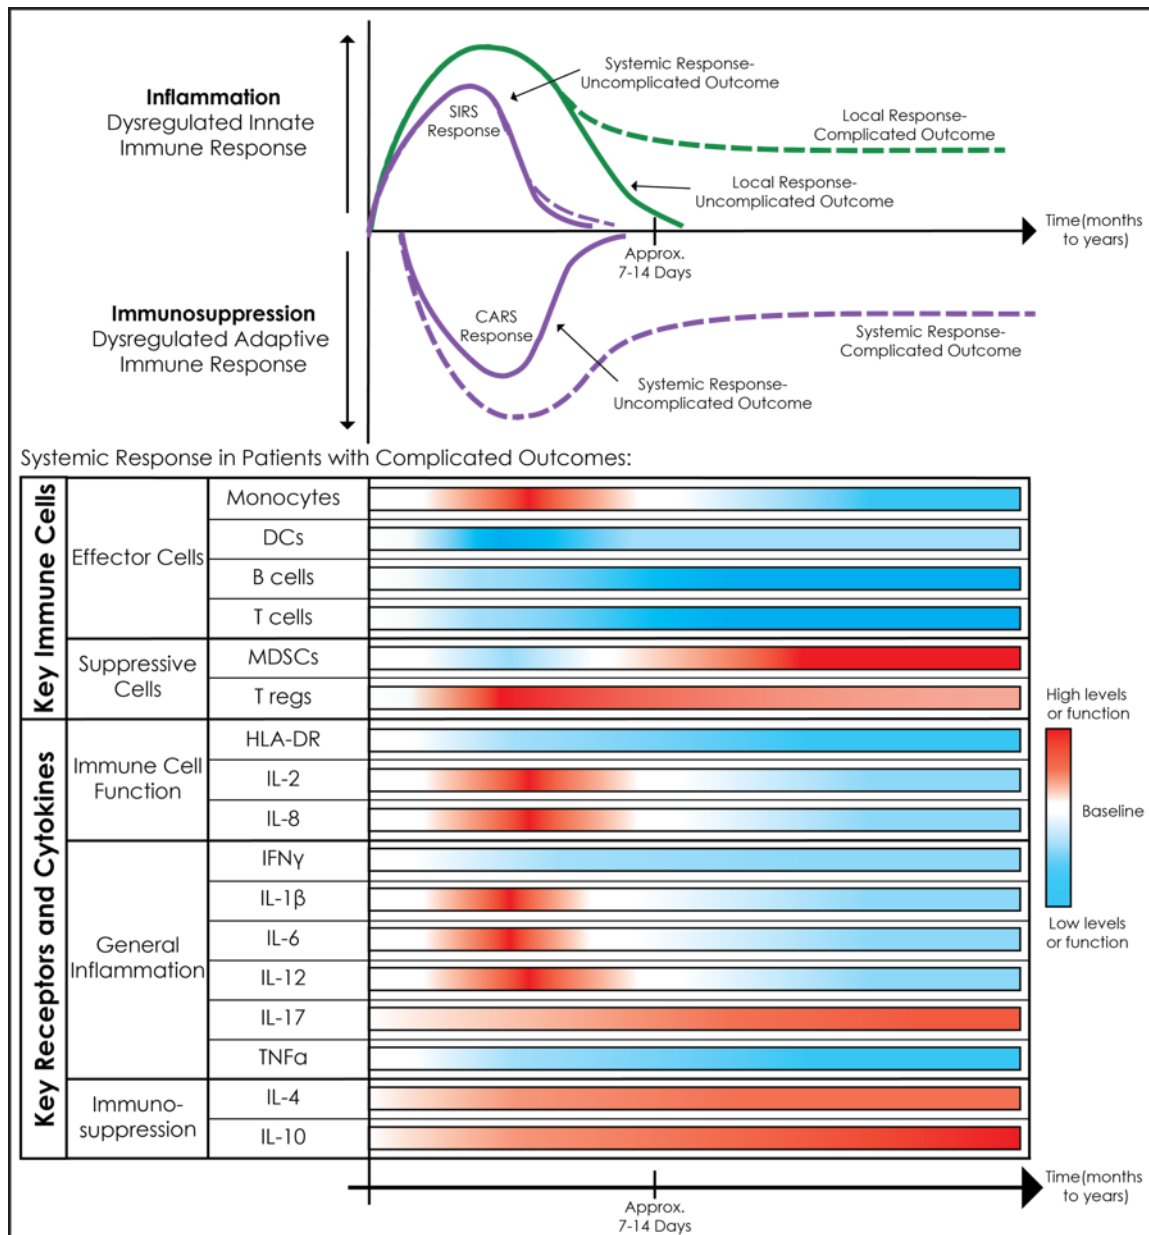 Inflammation
Dysregulated Innate
Immune Response
SIRS
Response
Systemic Response-
Uncomplicated Outcome
Local Response-
Complicated Outcome
Local Response-
Uncomplicated Outcome
Time(months
to years)
Approx.
7-14 Days
Immunosuppression
Dysregulated Adaptive
Immune Response
CARS
Response
Systemic Response-
Complicated Outcome
Systemic Response-
Uncomplicated Outcome
Systemic Response in Patients with Complicated Outcomes:
Key Immune Cells
Effector Cells
Monocytes
DCs
B cells
T cells
Suppressive
Cells
MDSCs
T regs
Key Receptors and Cytokines
Immune Cell
Function
HLA-DR
IL-2
IL-8
General
Inflammation
IFNγ
IL-1β
IL-6
IL-12
IL-17
TNFα
Immuno-
suppression
IL-4
IL-10
High levels
or function
Baseline
Low levels
or function
Time(months
to years)
Approx.
7-14 Days